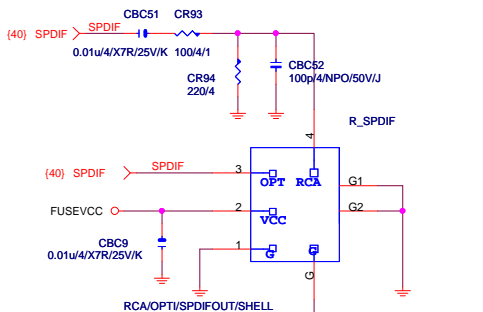 CBC51 CR93
{40} SPDIF SPDIF
0.01u/4/X7R/25V/K 100/4/1
CBC52
CR94 100p/4/NPO/50V/J
220/4
R_SPDIF
4
{40} SPDIF SPDIF 3 OPT RCA G1
FUSEVCC 2 VCC G2
CBC9
0.01u/4/X7R/25V/K
1 G G
G
RCA/OPTI/SPDIFOUT/SHELL